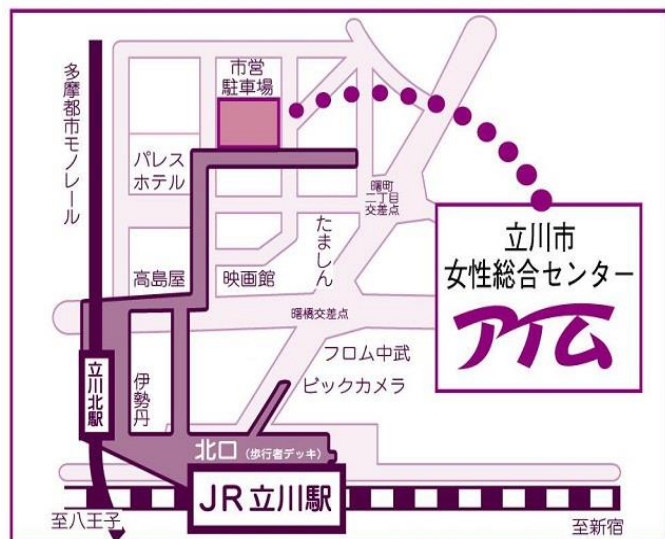 多摩都市モノレール
市営
駐車場
パレス
ホテル
曙町
二丁目
交差点
たましん
立川市
女性総合センター
アイム
高島屋
映画館
曙橋交差点
フロム中武
ビックカメラ
立川北駅
伊勢丹
北口（歩行者デッキ）
JR立川駅
至八王子
至新宿